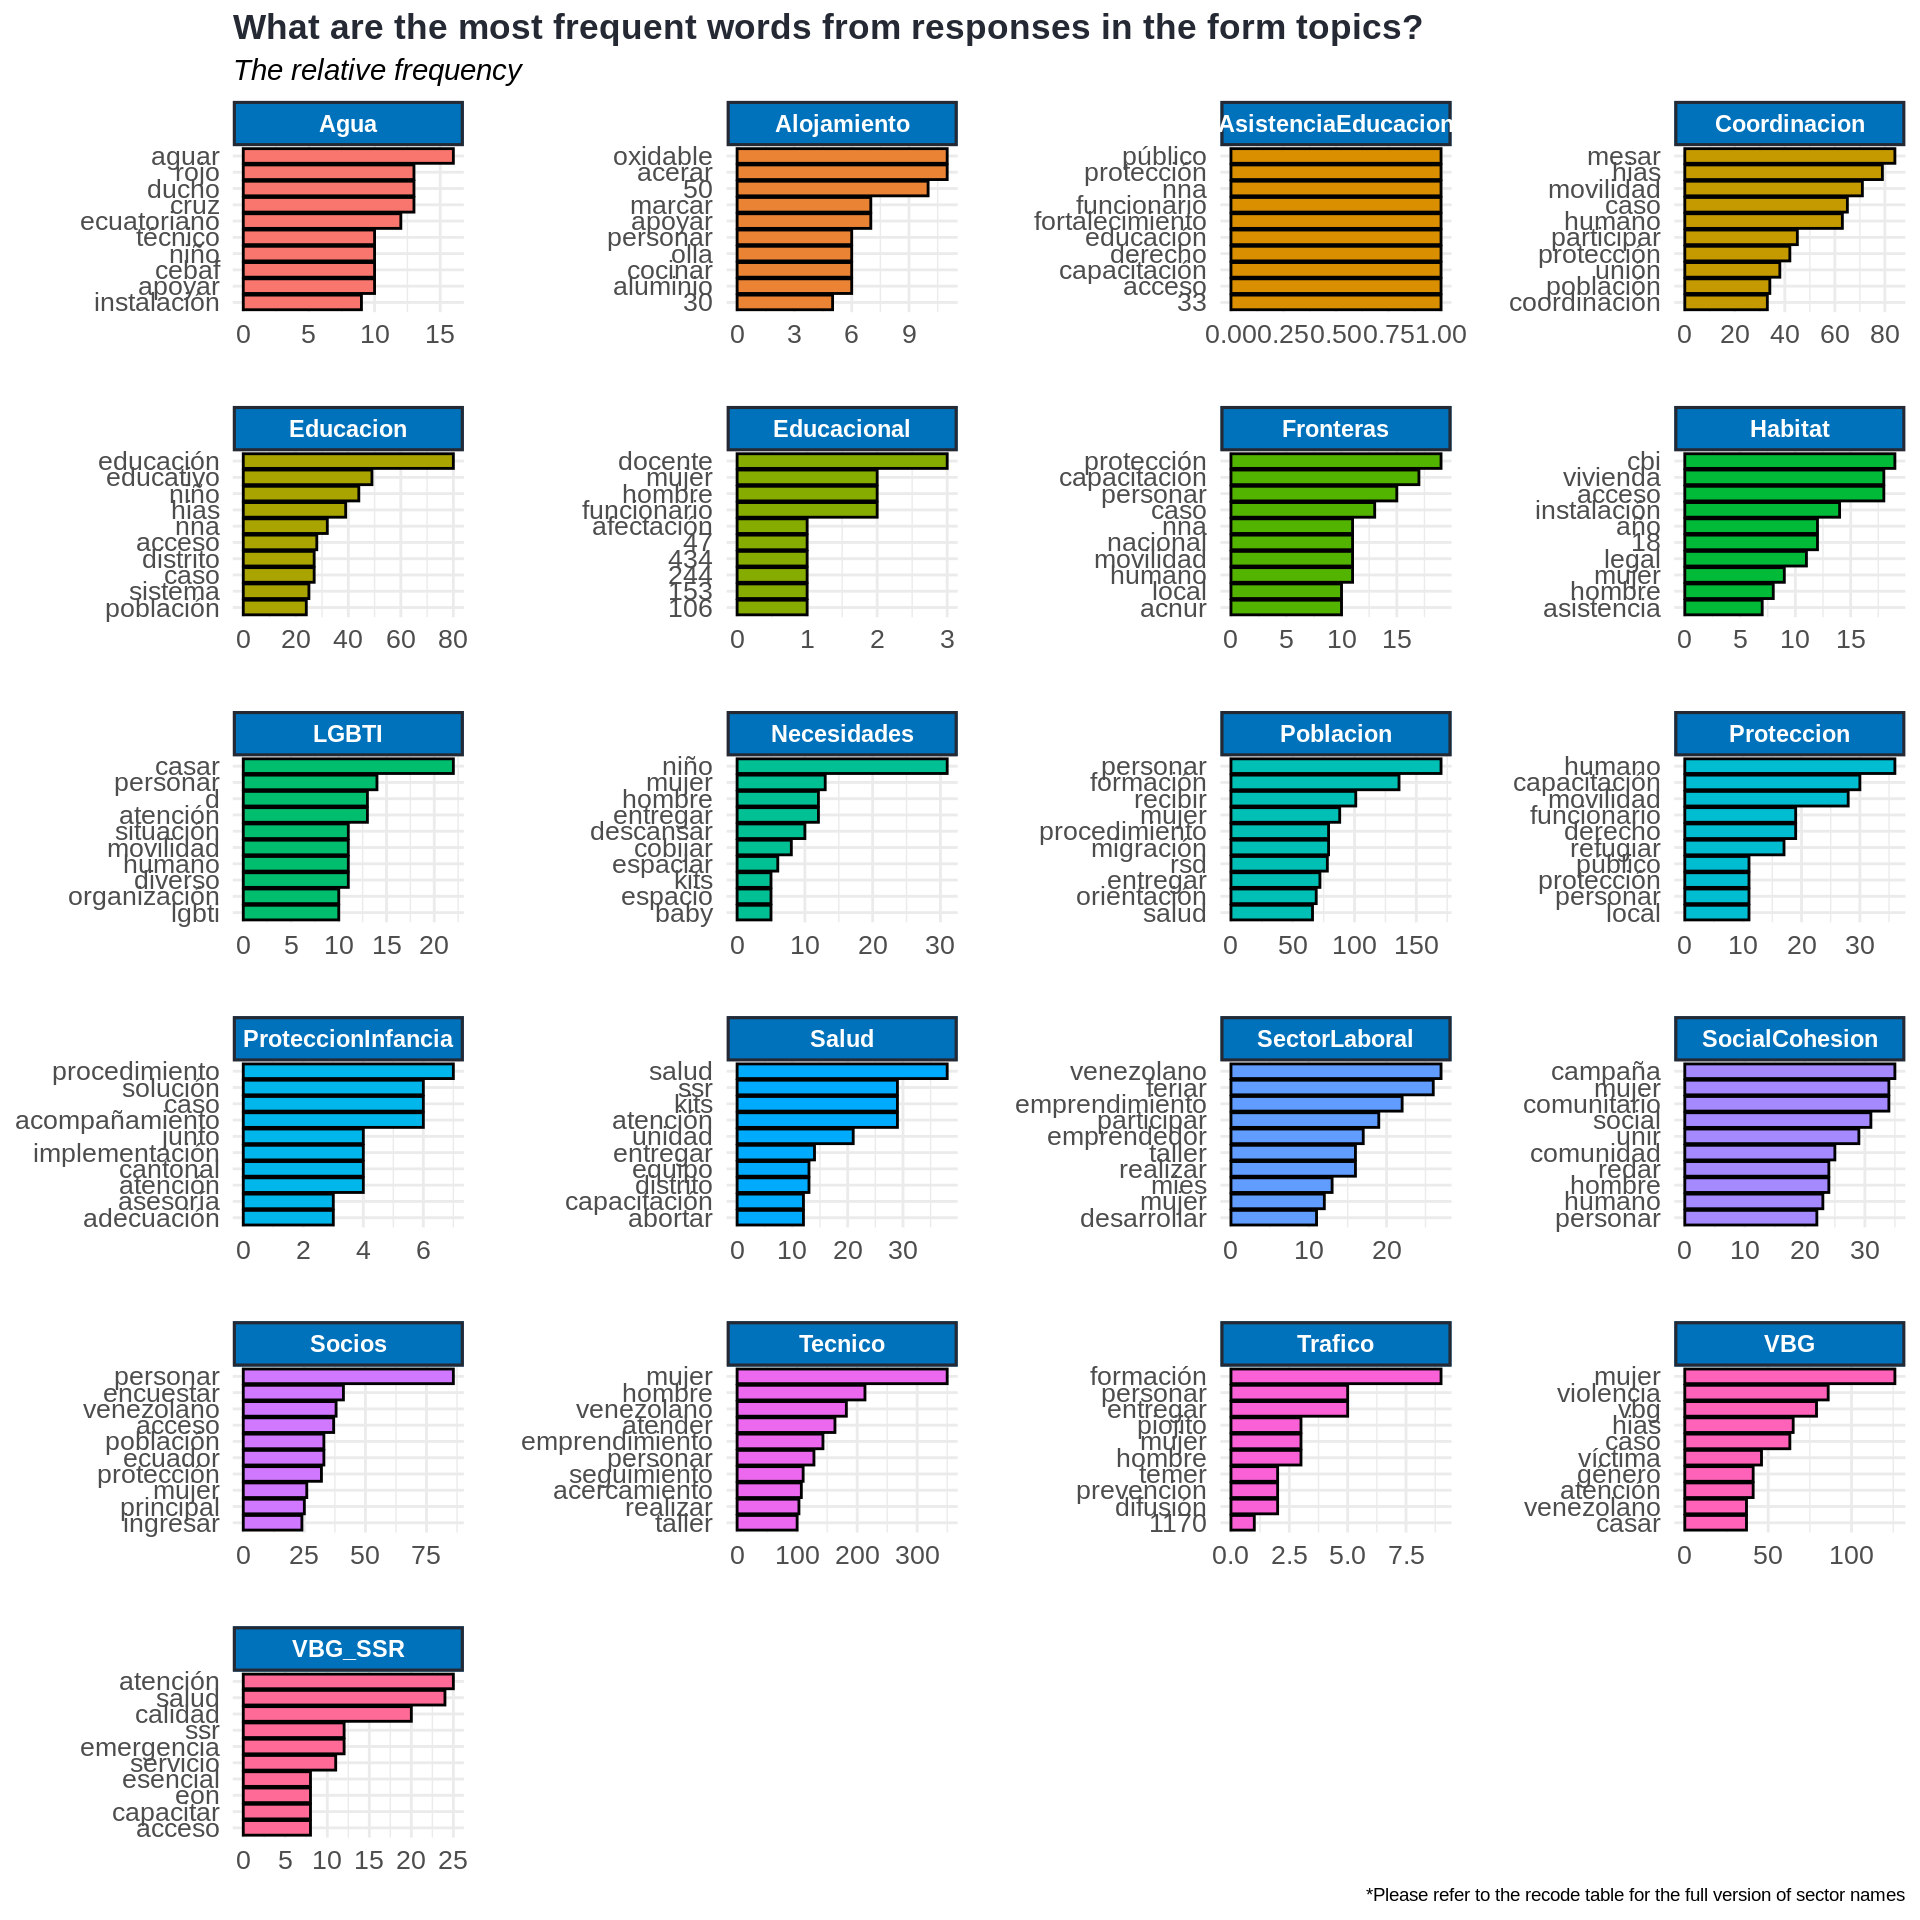 What are the most frequent words from responses in the form topics?
The relative frequency
Agua
aguar
rojo
ducho
cruz
ecuatoriano
técnico
niño
cebaf
apoyar
instalación
0 5 10 15
Alojamiento
oxidable
acerar
50
marcar
apoyar
personar
olla
cocinar
aluminio
30
0 3 6 9
AsistenciaEducacion
público
protección
nna
funcionario
fortalecimiento
educación
derecho
capacitación
acceso
33
0.00 0.25 0.50 0.75 1.00
Coordinacion
mesar
hias
movilidad
caso
humano
participar
protección
unión
población
coordinación
0 20 40 60 80
Educacion
educación
educativo
niño
hias
nna
acceso
distrito
caso
sistema
población
0 20 40 60 80
Educacional
docente
mujer
hombre
funcionario
afectación
47
434
244
153
106
0 1 2 3
Fronteras
protección
capacitación
personar
caso
nna
nacional
movilidad
humano
local
acnur
0 5 10 15
Habitat
cbi
vivienda
acceso
instalación
año
18
legal
mujer
hombre
asistencia
0 5 10 15
LGBTI
casar
personar
d
atención
situación
movilidad
humano
diverso
organización
lgbti
0 5 10 15 20
Necesidades
niño
mujer
hombre
entregar
descansar
cobijar
espaciar
kits
espacio
baby
0 10 20 30
Poblacion
personar
formación
recibir
mujer
procedimiento
migración
rsd
entregar
orientación
salud
0 50 100 150
Proteccion
humano
capacitación
movilidad
funcionario
derecho
refugiar
público
protección
personar
local
0 10 20 30
ProteccionInfancia
procedimiento
solución
caso
acompañamiento
junto
implementación
cantonal
atención
asesoría
adecuación
0 2 4 6
Salud
salud
ssr
kits
atención
unidad
entregar
equipo
distrito
capacitación
abortar
0 10 20 30
SectorLaboral
venezolano
feriar
emprendimiento
participar
emprendedor
taller
realizar
mies
mujer
desarrollar
0 10 20
SocialCohesion
campaña
mujer
comunitario
social
unir
comunidad
redar
hombre
humano
personar
0 10 20 30
Socios
personar
encuestar
venezolano
acceso
población
ecuador
protección
mujer
principal
ingresar
0 25 50 75
Tecnico
mujer
hombre
venezolano
atender
emprendimiento
personar
seguimiento
acercamiento
realizar
taller
0 100 200 300
Trafico
formación
personar
entregar
piojito
mujer
hombre
temer
prevención
difusión
1170
0.0 2.5 5.0 7.5
VBG
mujer
violencia
vbg
hias
caso
víctima
género
atención
venezolano
casar
0 50 100
VBG_SSR
atención
salud
calidad
ssr
emergencia
servicio
esencial
eon
capacitar
acceso
0 5 10 15 20 25
*Please refer to the recode table for the full version of sector names